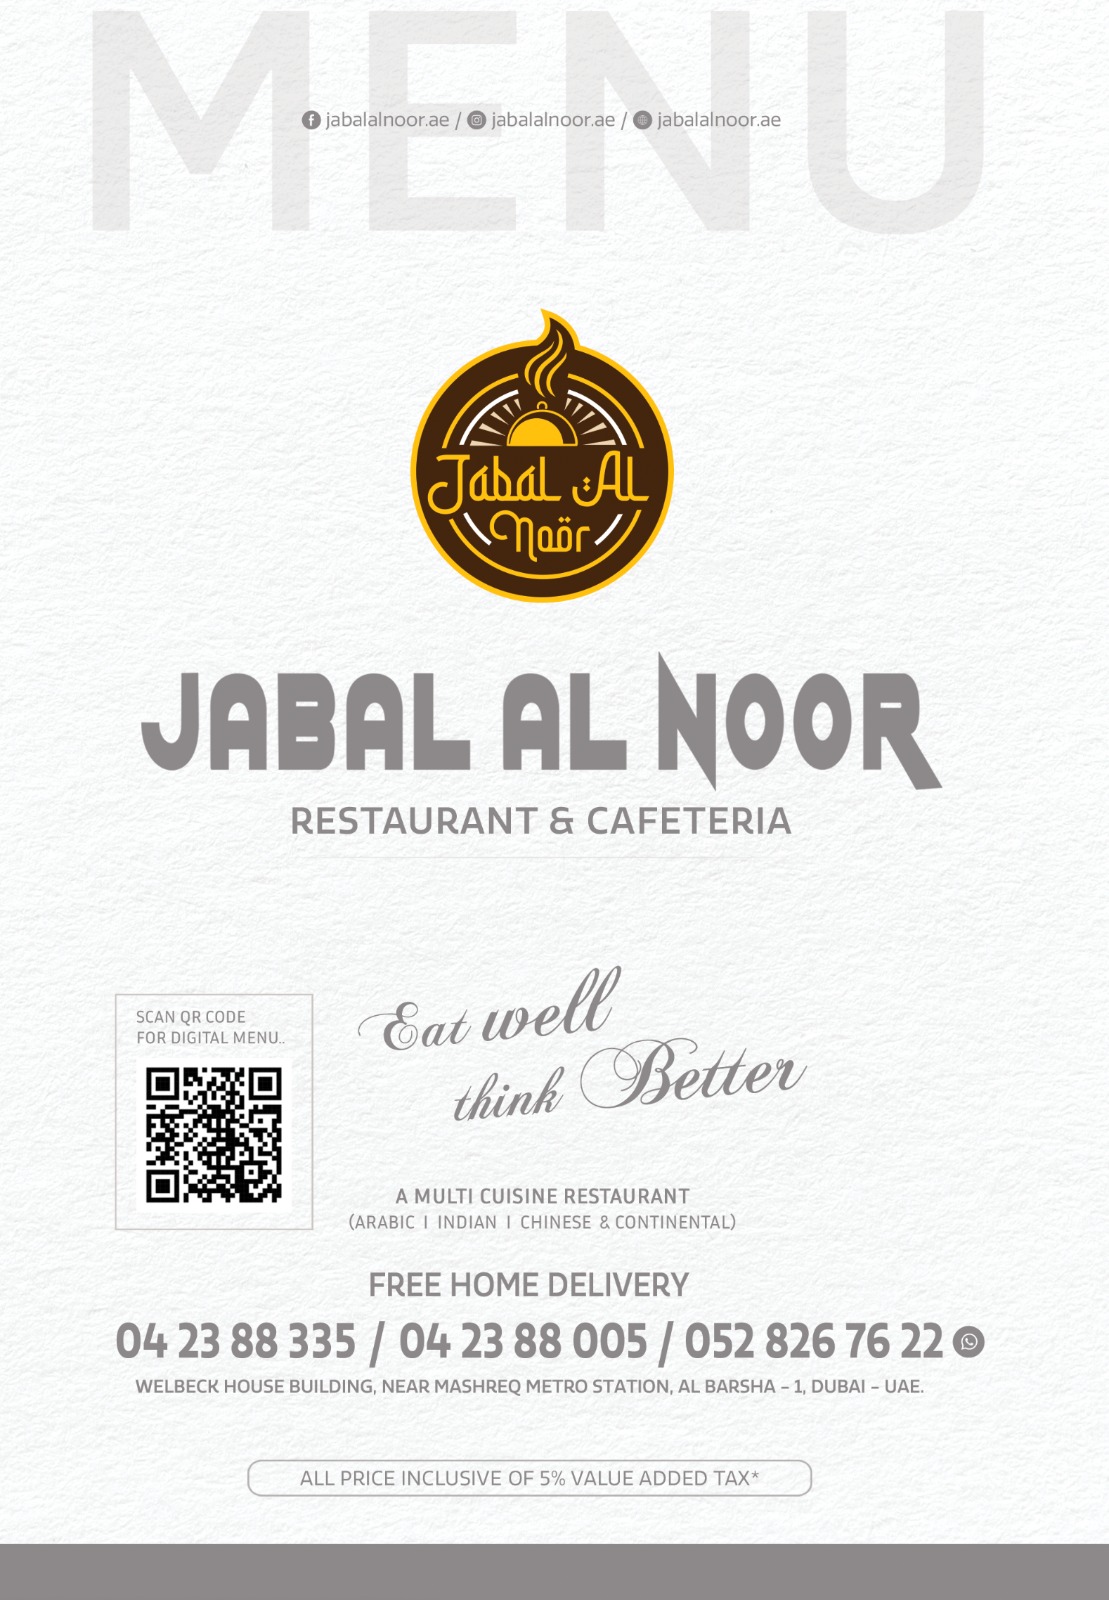 MENU
jabalalnoor.ae / jabalalnoor.ae / jabalalnoor.ae
Jabal Al
Noör
JABAL AL NOOR
RESTAURANT & CAFETERIA
SCAN QR CODE
FOR DIGITAL MENU..
Eat well
think Better
A MULTI CUISINE RESTAURANT
(ARABIC I INDIAN I CHINESE & CONTINENTAL)
FREE HOME DELIVERY
04 23 88 335 / 04 23 88 005 / 052 826 76 22
WELBECK HOUSE BUILDING, NEAR MASHREQ METRO STATION, AL BARSHA – 1, DUBAI – UAE.
ALL PRICE INCLUSIVE OF 5% VALUE ADDED TAX*